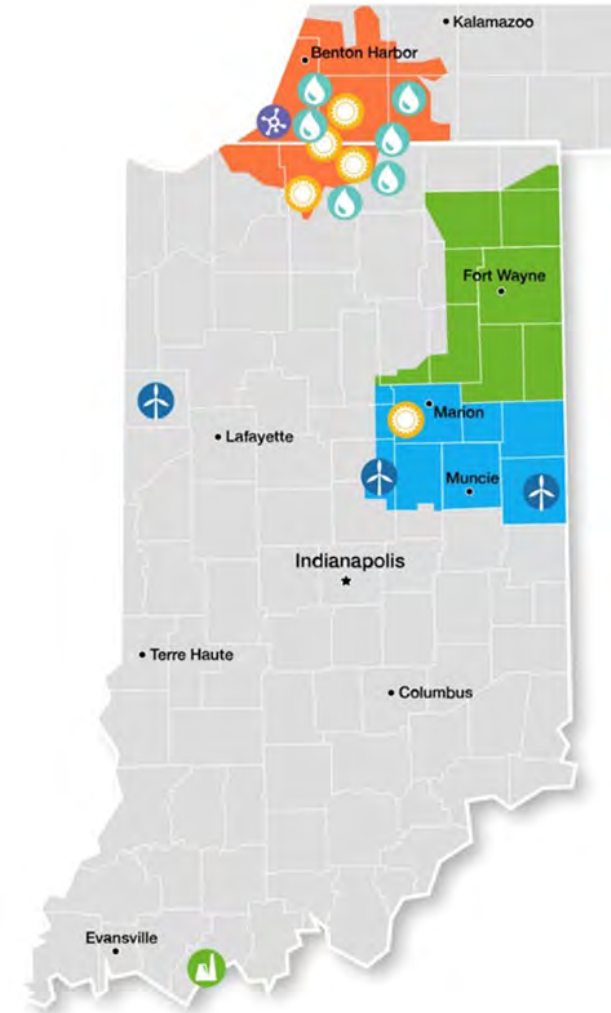 Kalamazoo
Benton Harbor
Fort Wayne
Marion
Lafayette
Muncie
Indianapolis
Terre Haute
Columbus
Evansville